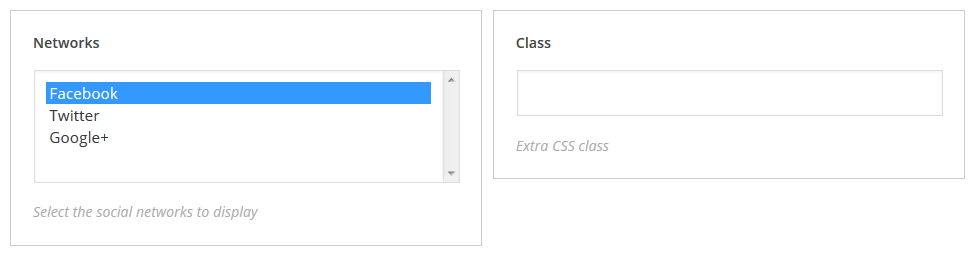 Networks
Facebook
Twitter
Google+
Select the social networks to display
Class
Extra CSS class